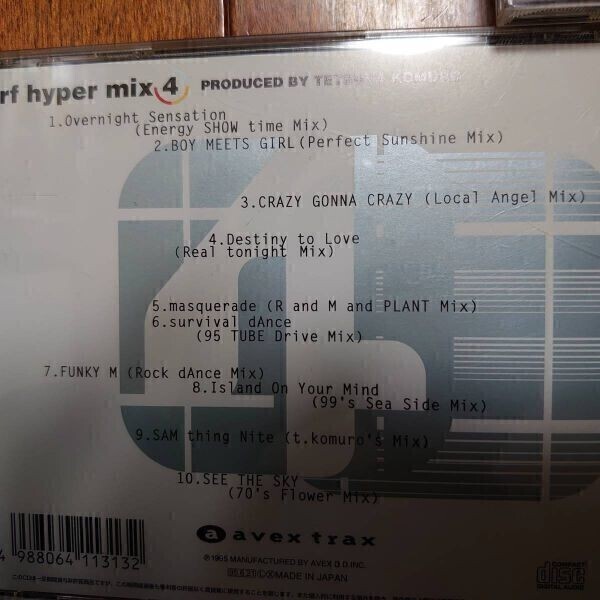 rf hyper mix 4 PRODUCED BY TETSUYA KOMURO
1.Overnight Sensation
(Energy SHOW time Mix)
2.BOY MEETS GIRL(Perfect Sunshine Mix)
3.CRAZY GONNA CRAZY (Local Angel Mix)
4.Destiny to Love
(Real tonight Mix)
5.masquerade (R and M and PLANT Mix)
6.survival dAnce
(95 TUBE Drive Mix)
7.FUNKY M (Rock dAnce Mix)
8.Island On Your Mind
(99's Sea Side Mix)
9.SAM thing Nite (t.komuro's Mix)
10.SEE THE SKY
(70's Flower Mix)
a avex trax
4 988064 113132
℗1995 MANUFACTURED BY AVEX D.D.INC.
MADE IN JAPAN
COMPACT
disc
DIGITAL AUDIO